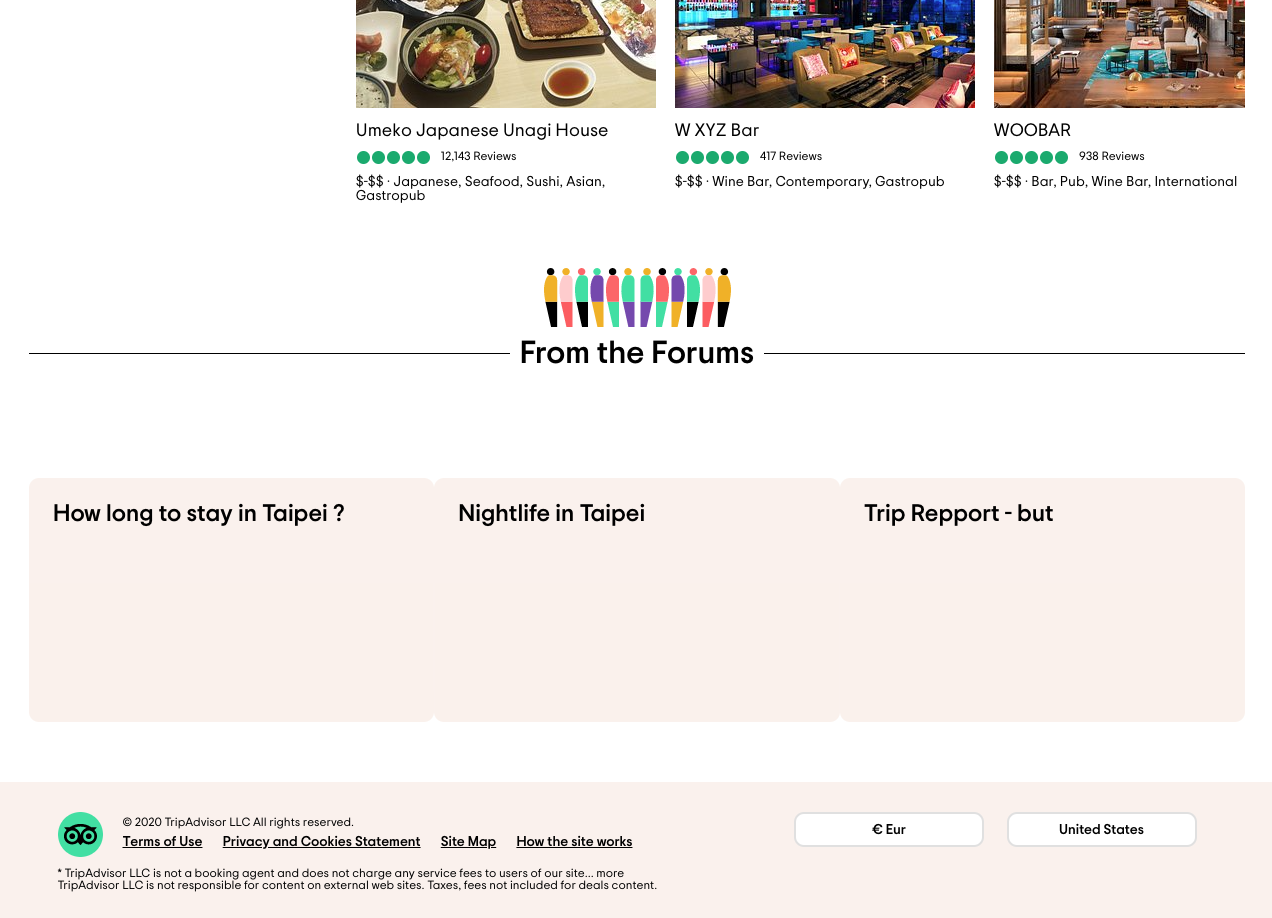 Umeko Japanese Unagi House
12,143 Reviews
$-$$ · Japanese, Seafood, Sushi, Asian,
Gastropub
W XYZ Bar
417 Reviews
$-$$ · Wine Bar, Contemporary, Gastropub
WOOBAR
938 Reviews
$-$$ · Bar, Pub, Wine Bar, International
From the Forums
How long to stay in Taipei ?
Nightlife in Taipei
Trip Repport - but
© 2020 TripAdvisor LLC All rights reserved.
Terms of Use Privacy and Cookies Statement Site Map How the site works
€ Eur
United States
* TripAdvisor LLC is not a booking agent and does not charge any service fees to users of our site... more
TripAdvisor LLC is not responsible for content on external web sites. Taxes, fees not included for deals content.